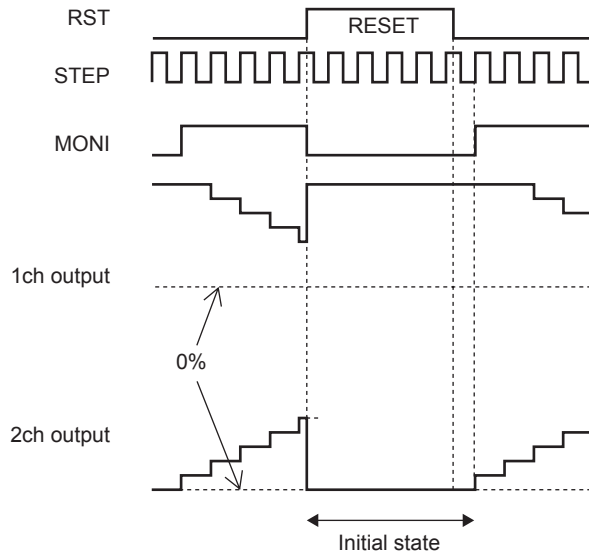 RST
RESET
STEP
MONI
1ch output
0%
2ch output
Initial state